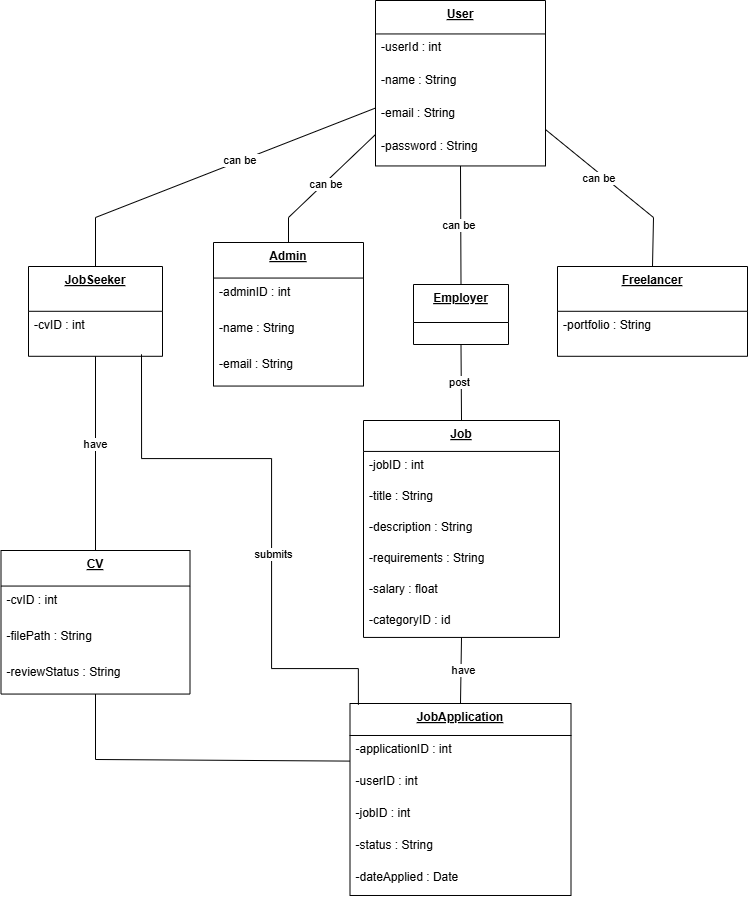 User
-userId : int
-name : String
-email : String
-password : String
can be
can be
can be
can be
JobSeeker
-cvID : int
Admin
-adminID : int
-name : String
-email : String
Employer
Freelancer
-portfolio : String
post
have
submits
Job
-jobID : int
-title : String
-description : String
-requirements : String
-salary : float
-categoryID : id
CV
-cvID : int
-filePath : String
-reviewStatus : String
have
JobApplication
-applicationID : int
-userID : int
-jobID : int
-status : String
-dateApplied : Date